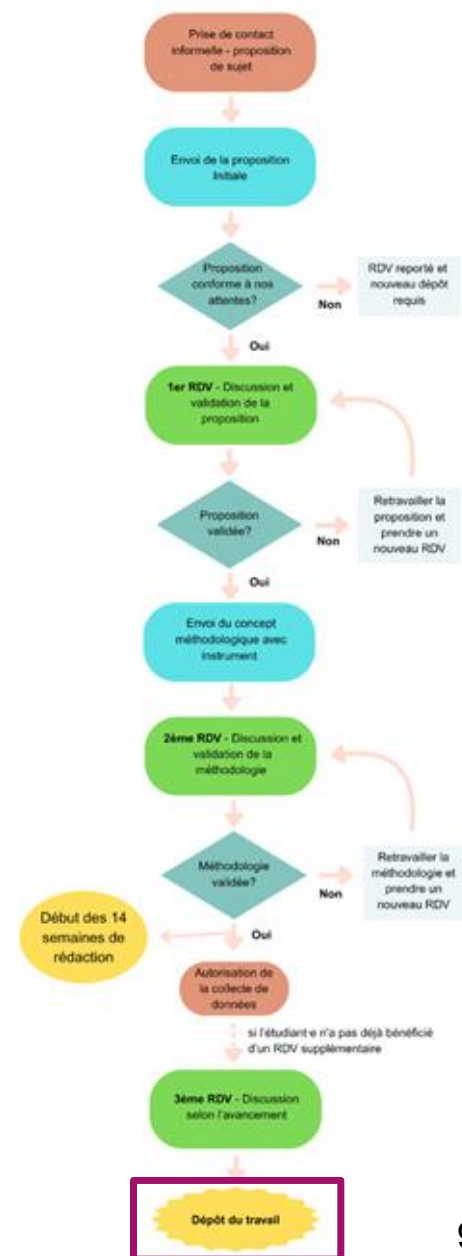 Prise de contact
informelle - proposition
de sujet
Envoi de la proposition
Initiale
Proposition
conforme à nos
attentes?
Non
RDV reporté et
nouveau dépôt
requis
Oui
1er RDV - Discussion et
validation de la
proposition
Proposition
validée?
Non
Retravailler la
proposition et
prendre un
nouveau RDV
Oui
Envoi du concept
méthodologique avec
instrument
2ème RDV - Discussion et
validation de la
méthodologie
Méthodologie
validée?
Non
Retravailler la
méthodologie et
prendre un
nouveau RDV
Oui
Début des 14
semaines de
rédaction
Autorisation de
la collecte de
données
si l'étudiant·e n'a pas déjà bénéficié
d'un RDV supplémentaire
3ème RDV - Discussion
selon l'avancement
Dépôt du travail
9